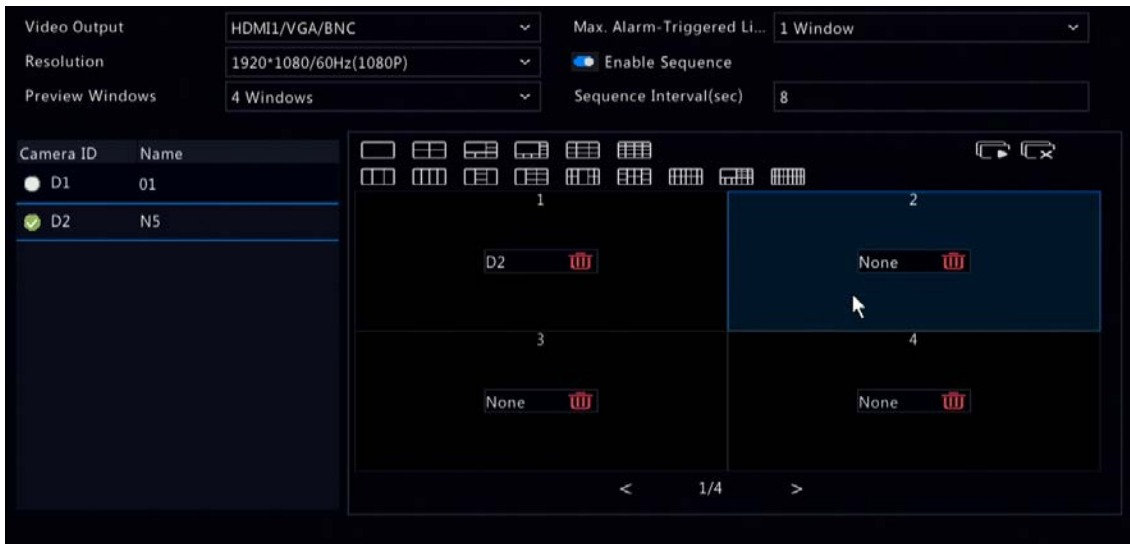 Video Output HDMI1/VGA/BNC Max. Alarm-Triggered Li... 1 Window
Resolution 1920*1080/60Hz(1080P) Enable Sequence
Preview Windows 4 Windows Sequence Interval(sec) 8
Camera ID Name
D1 01
D2 N5
1 2
D2 None
3 4
None None
< 1/4 >